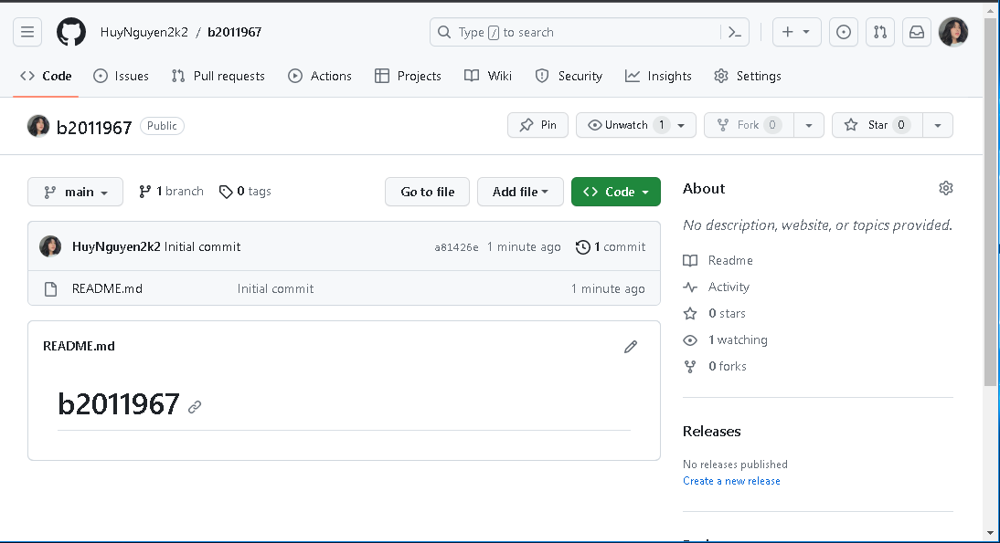 HuyNguyen2k2 / b2011967
Type / to search
Code Issues Pull requests Actions Projects Wiki Security Insights Settings
b2011967 Public
Pin Unwatch 1 Fork 0 Star 0
main 1 branch 0 tags
Go to file Add file Code
HuyNguyen2k2 Initial commit a81426e 1 minute ago 1 commit
README.md Initial commit 1 minute ago
README.md
b2011967
About
No description, website, or topics provided.
Readme
Activity
0 stars
1 watching
0 forks
Releases
No releases published
Create a new release